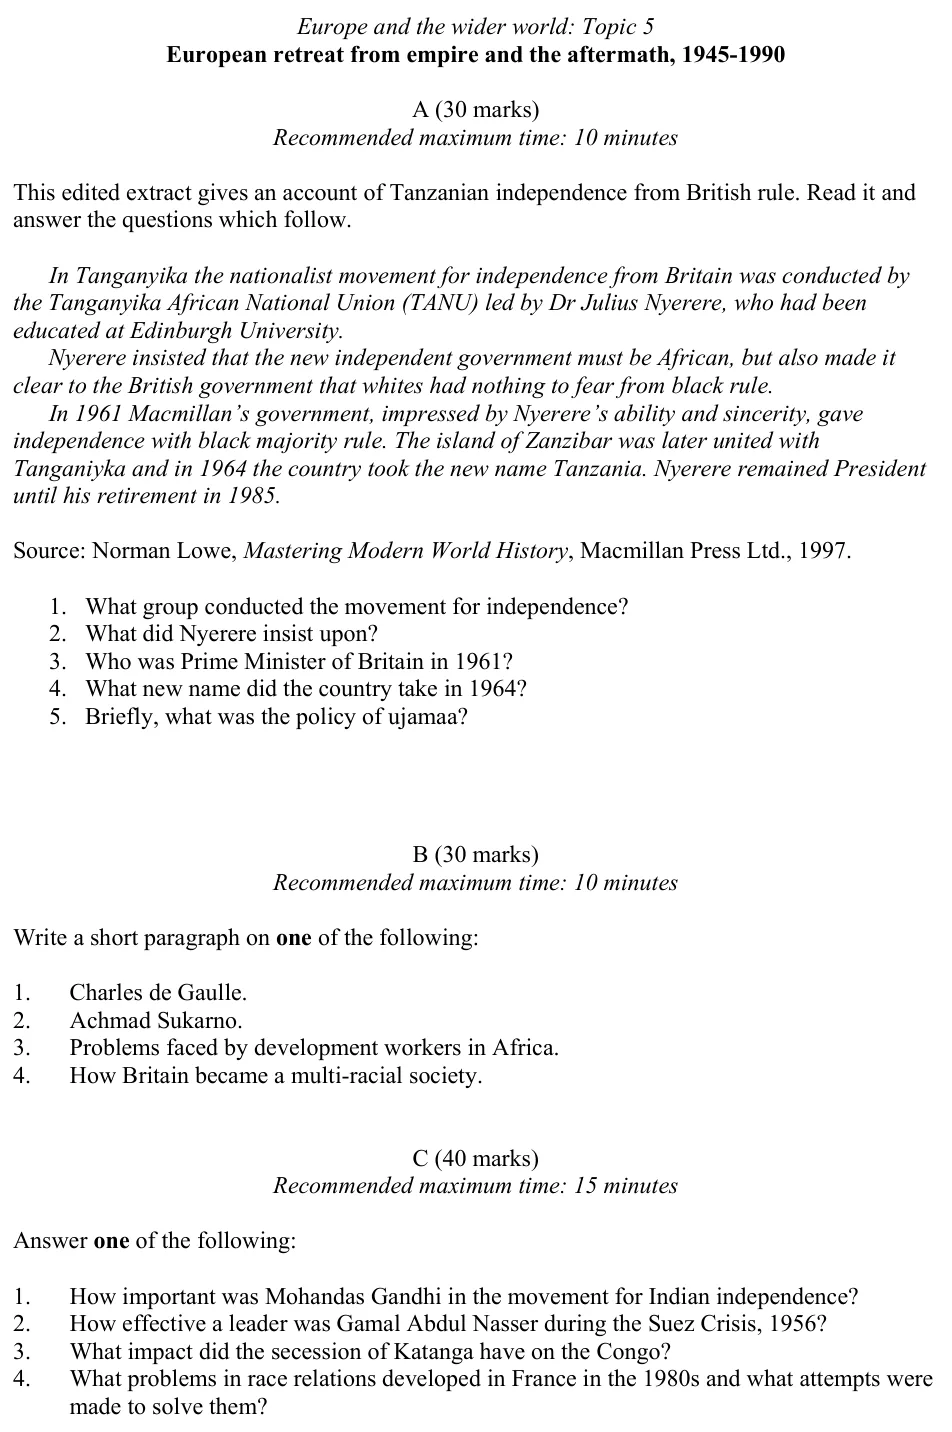 Europe and the wider world: Topic 5
European retreat from empire and the aftermath, 1945-1990
A (30 marks)
Recommended maximum time: 10 minutes
This edited extract gives an account of Tanzanian independence from British rule. Read it and
answer the questions which follow.
In Tanganyika the nationalist movement for independence from Britain was conducted by
the Tanganyika African National Union (TANU) led by Dr Julius Nyerere, who had been
educated at Edinburgh University.
Nyerere insisted that the new independent government must be African, but also made it
clear to the British government that whites had nothing to fear from black rule.
In 1961 Macmillan’s government, impressed by Nyerere’s ability and sincerity, gave
independence with black majority rule. The island of Zanzibar was later united with
Tanganiyka and in 1964 the country took the new name Tanzania. Nyerere remained President
until his retirement in 1985.
Source: Norman Lowe, Mastering Modern World History, Macmillan Press Ltd., 1997.
1. What group conducted the movement for independence?
2. What did Nyerere insist upon?
3. Who was Prime Minister of Britain in 1961?
4. What new name did the country take in 1964?
5. Briefly, what was the policy of ujamaa?
B (30 marks)
Recommended maximum time: 10 minutes
Write a short paragraph on one of the following:
1. Charles de Gaulle.
2. Achmad Sukarno.
3. Problems faced by development workers in Africa.
4. How Britain became a multi-racial society.
C (40 marks)
Recommended maximum time: 15 minutes
Answer one of the following:
1. How important was Mohandas Gandhi in the movement for Indian independence?
2. How effective a leader was Gamal Abdul Nasser during the Suez Crisis, 1956?
3. What impact did the secession of Katanga have on the Congo?
4. What problems in race relations developed in France in the 1980s and what attempts were
made to solve them?